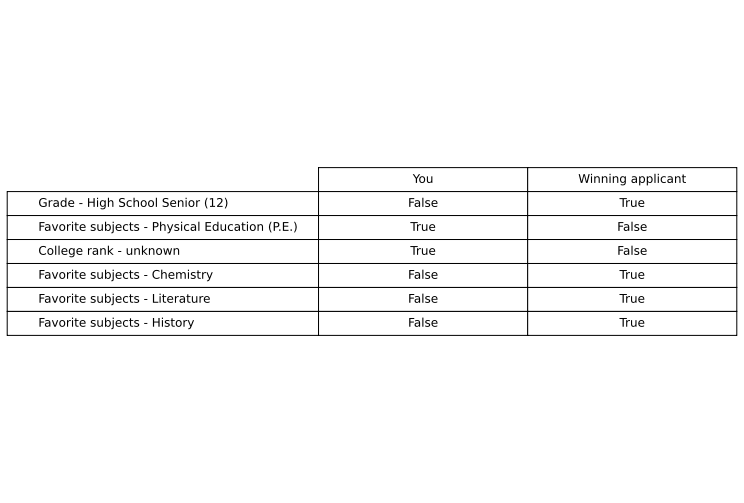 You Winning applicant
Grade - High School Senior (12) False True
Favorite subjects - Physical Education (P.E.) True False
College rank - unknown True False
Favorite subjects - Chemistry False True
Favorite subjects - Literature False True
Favorite subjects - History False True